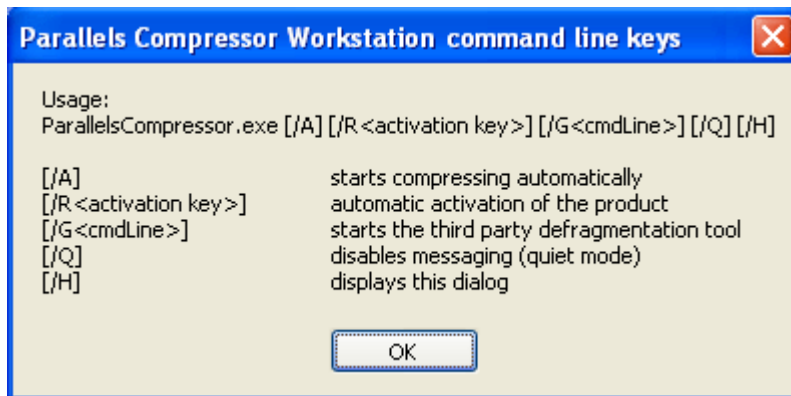 Parallels Compressor Workstation command line keys
Usage:
ParallelsCompressor.exe [/A] [/R<activation key>] [/G<cmdLine>] [/Q] [/H]
[/A] starts compressing automatically
[/R<activation key>] automatic activation of the product
[/G<cmdLine>] starts the third party defragmentation tool
[/Q] disables messaging (quiet mode)
[/H] displays this dialog
OK